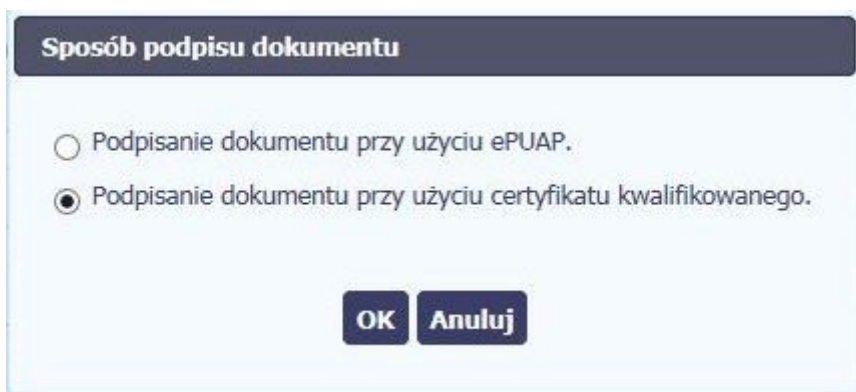 Sposób podpisu dokumentu
Podpisanie dokumentu przy użyciu ePUAP.
Podpisanie dokumentu przy użyciu certyfikatu kwalifikowanego.
OK Anuluj